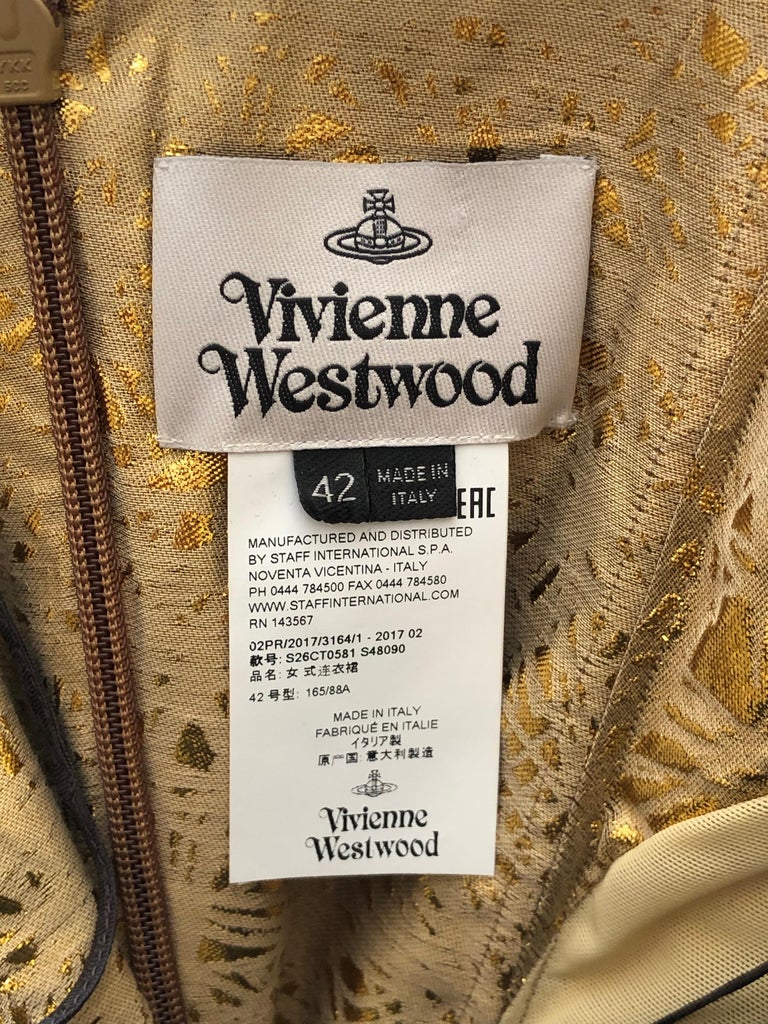 YKK
Vivienne
Westwood
42
MADE IN
ITALY
EAC
MANUFACTURED AND DISTRIBUTED
BY STAFF INTERNATIONAL S.P.A.
NOVENTA VICENTINA - ITALY
PH 0444 784500 FAX 0444 784580
WWW.STAFFINTERNATIONAL.COM
RN 143567
02PR/2017/3164/1 - 2017 02
款号: S26CT0581 S48090
品名: 女 式连衣裙
42 号型: 165/88A
MADE IN ITALY
FABRIQUÉ EN ITALIE
イタリア製
原产国: 意大利製造
Vivienne
Westwood